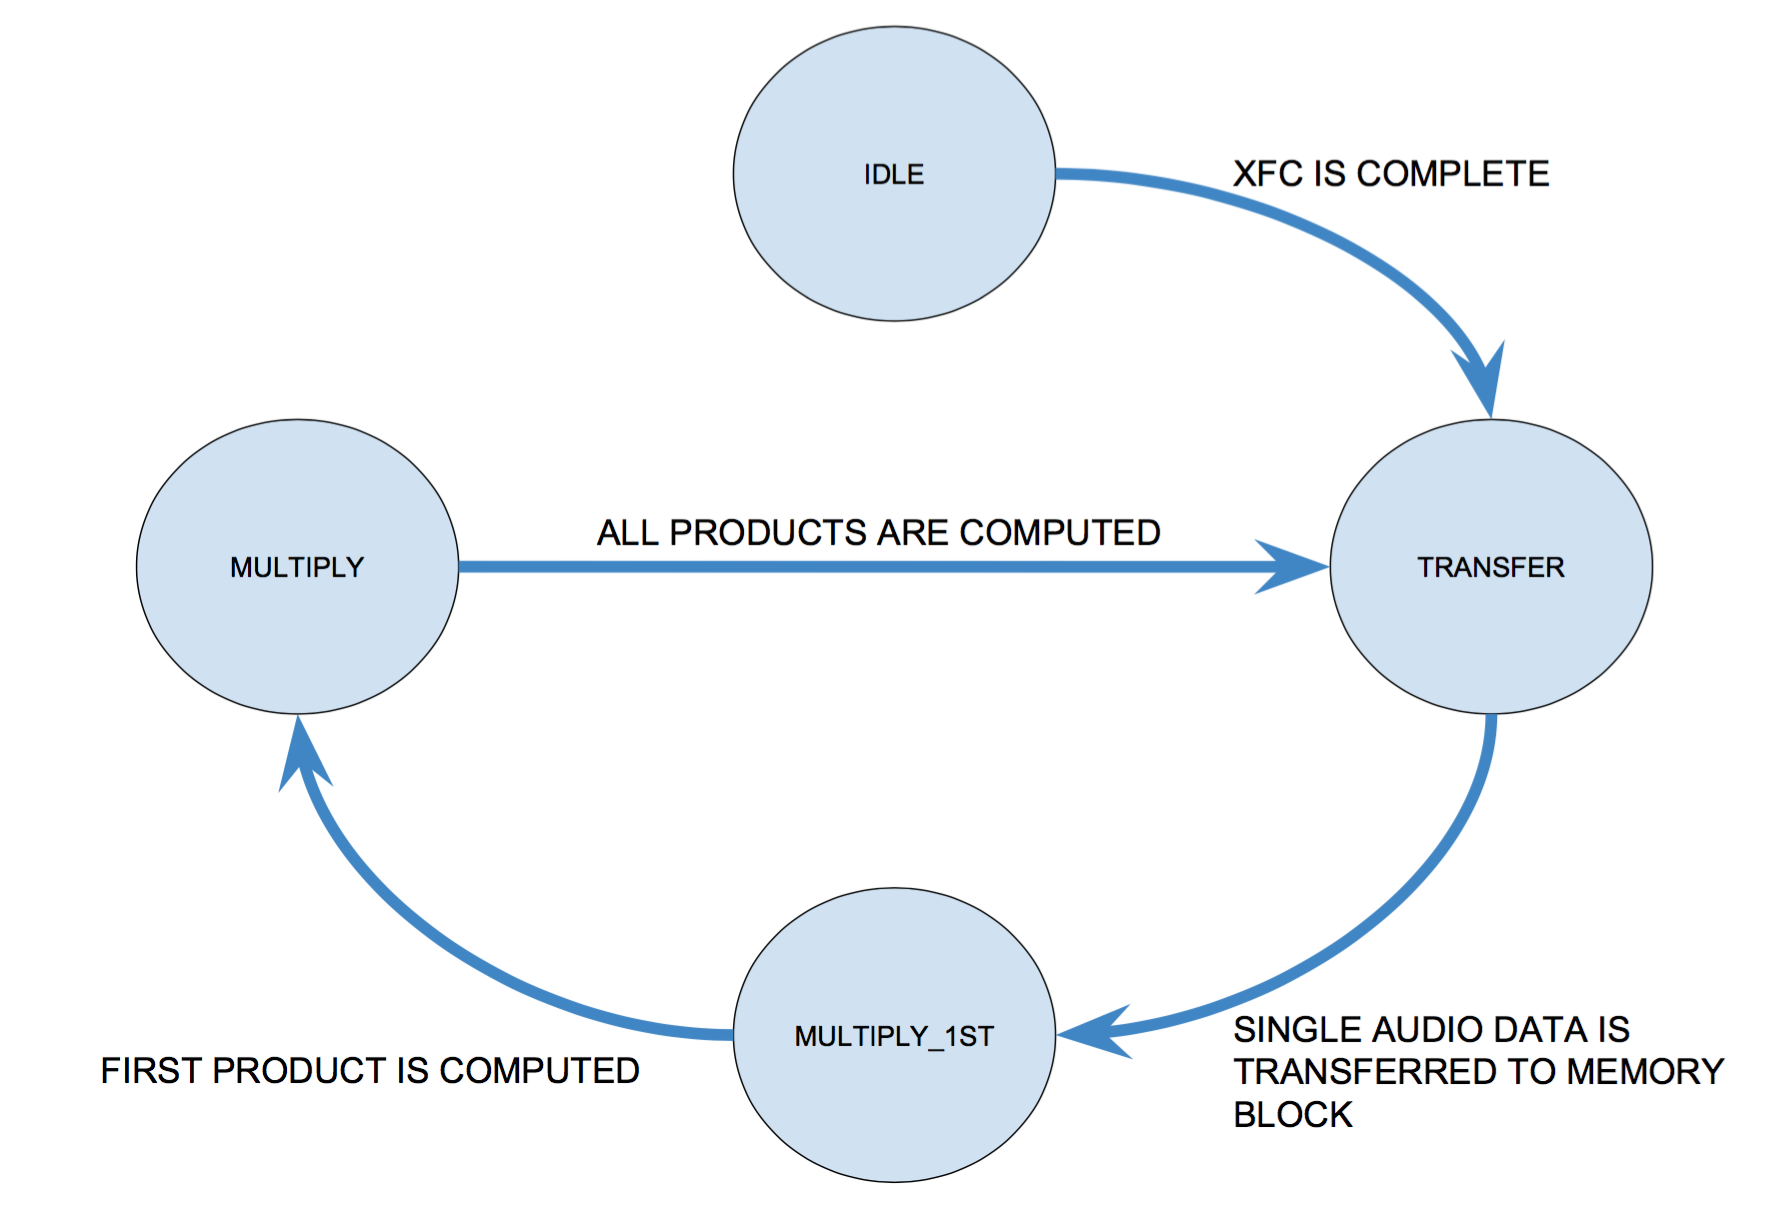 IDLE
XFC IS COMPLETE
ALL PRODUCTS ARE COMPUTED
MULTIPLY
TRANSFER
MULTIPLY_1ST
FIRST PRODUCT IS COMPUTED
SINGLE AUDIO DATA IS
TRANSFERRED TO MEMORY
BLOCK